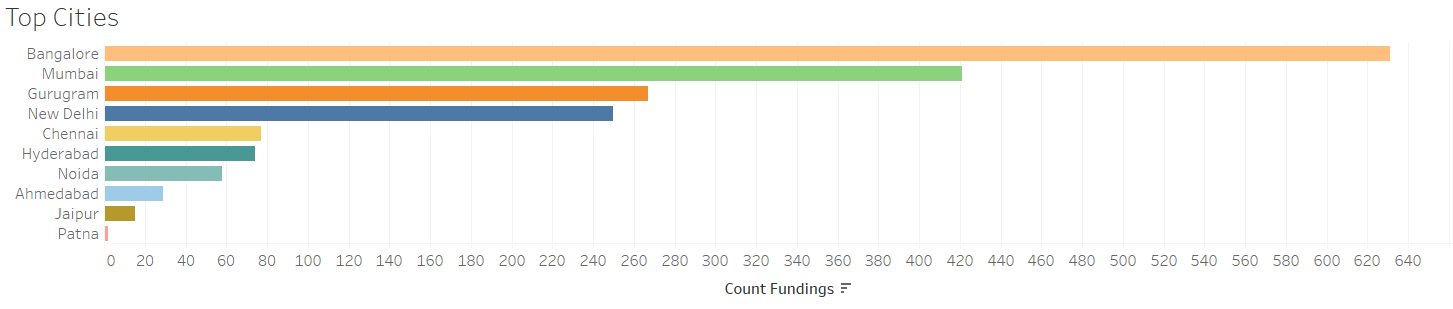 Top Cities
Bangalore
Mumbai
Gurugram
New Delhi
Chennai
Hyderabad
Noida
Ahmedabad
Jaipur
Patna
0 20 40 60 80 100 120 140 160 180 200 220 240 260 280 300 320 340 360 380 400 420 440 460 480 500 520 540 560 580 600 620 640
Count Fundings